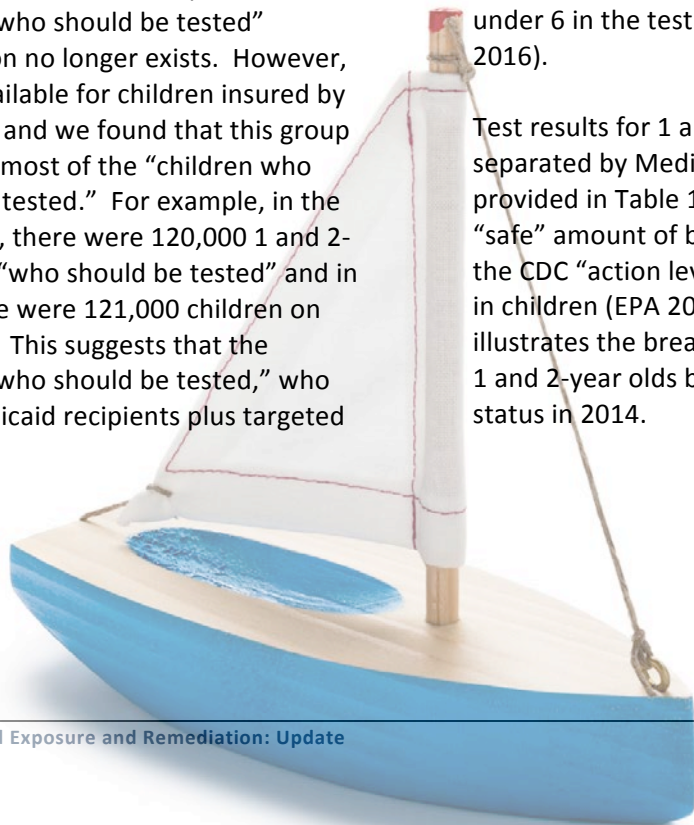 who should be tested”
on no longer exists. However,
ailable for children insured by
and we found that this group
most of the “children who
tested.” For example, in the
, there were 120,000 1 and 2-
“who should be tested” and in
e were 121,000 children on
This suggests that the
who should be tested,” who
icaid recipients plus targeted
under 6 in the test
2016).
Test results for 1 a
separated by Medi
provided in Table 1
“safe” amount of b
the CDC “action lev
in children (EPA 20
illustrates the brea
1 and 2-year olds b
status in 2014.
l Exposure and Remediation: Update